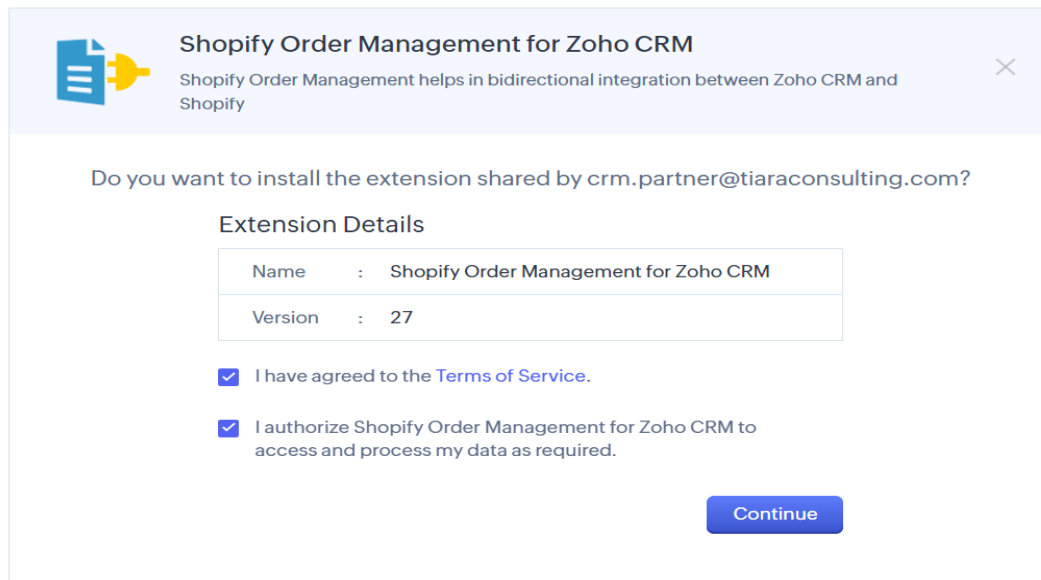 Shopify Order Management for Zoho CRM
Shopify Order Management helps in bidirectional integration between Zoho CRM and
Shopify
Do you want to install the extension shared by crm.partner@tiaraconsulting.com?
Extension Details
Name : Shopify Order Management for Zoho CRM
Version : 27
I have agreed to the Terms of Service.
I authorize Shopify Order Management for Zoho CRM to
access and process my data as required.
Continue